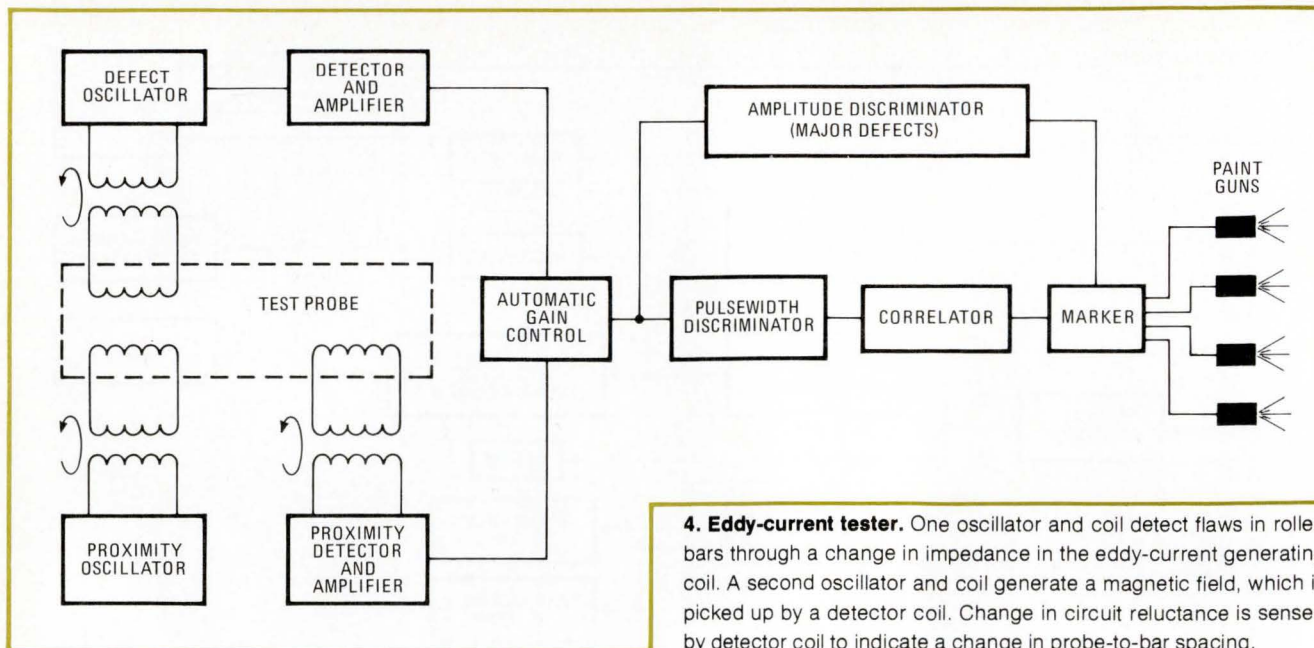 DEFECT
OSCILLATOR
DETECTOR
AND
AMPLIFIER
AMPLITUDE DISCRIMINATOR
(MAJOR DEFECTS)
PAINT
GUNS
TEST PROBE
AUTOMATIC
GAIN
CONTROL
PULSEWIDTH
DISCRIMINATOR
CORRELATOR
MARKER
PROXIMITY
OSCILLATOR
PROXIMITY
DETECTOR
AND
AMPLIFIER
4. Eddy-current tester. One oscillator and coil detect flaws in rolle
bars through a change in impedance in the eddy-current generatin
coil. A second oscillator and coil generate a magnetic field, which i
picked up by a detector coil. Change in circuit reluctance is sense
by detector coil to indicate a change in probe-to-bar spacing.